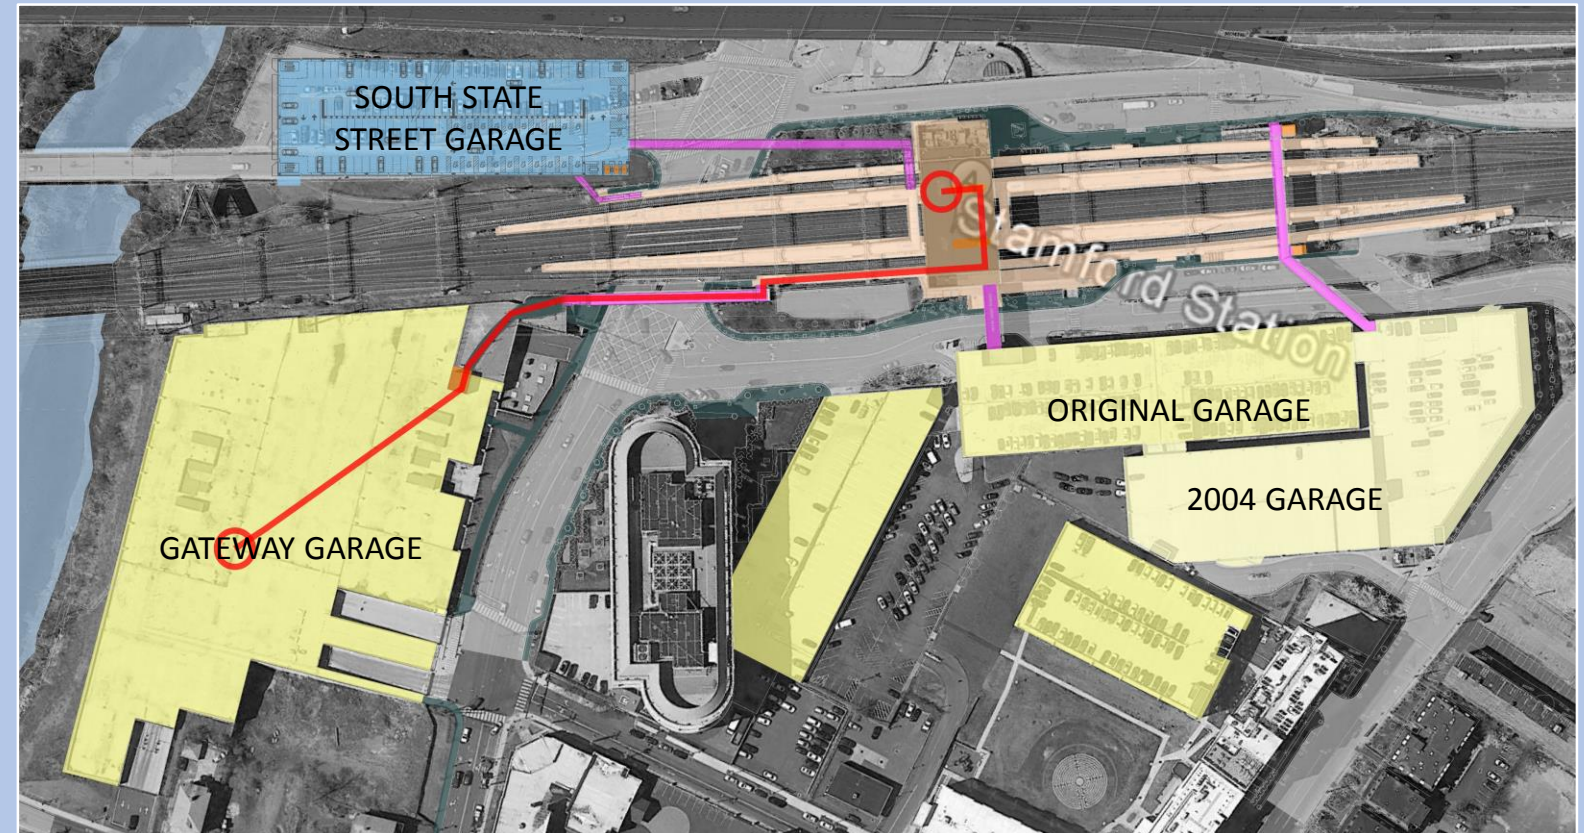 SOUTH STATE
STREET GARAGE
Stamford Station
ORIGINAL GARAGE
2004 GARAGE
GATEWAY GARAGE